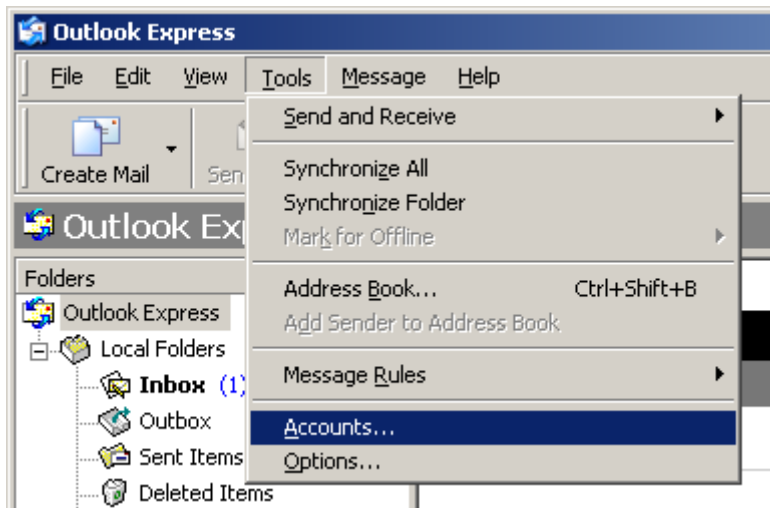 Outlook Express
File Edit View Tools Message Help
Send and Receive
Create Mail
Synchronize All
Synchronize Folder
Mark for Offline
Outlook
Address Book... Ctrl+Shift+B
Add Sender to Address Book
Message Rules
Accounts...
Options...
Folders
Outlook Express
Local Folders
Inbox (1)
Outbox
Sent Items
Deleted Items